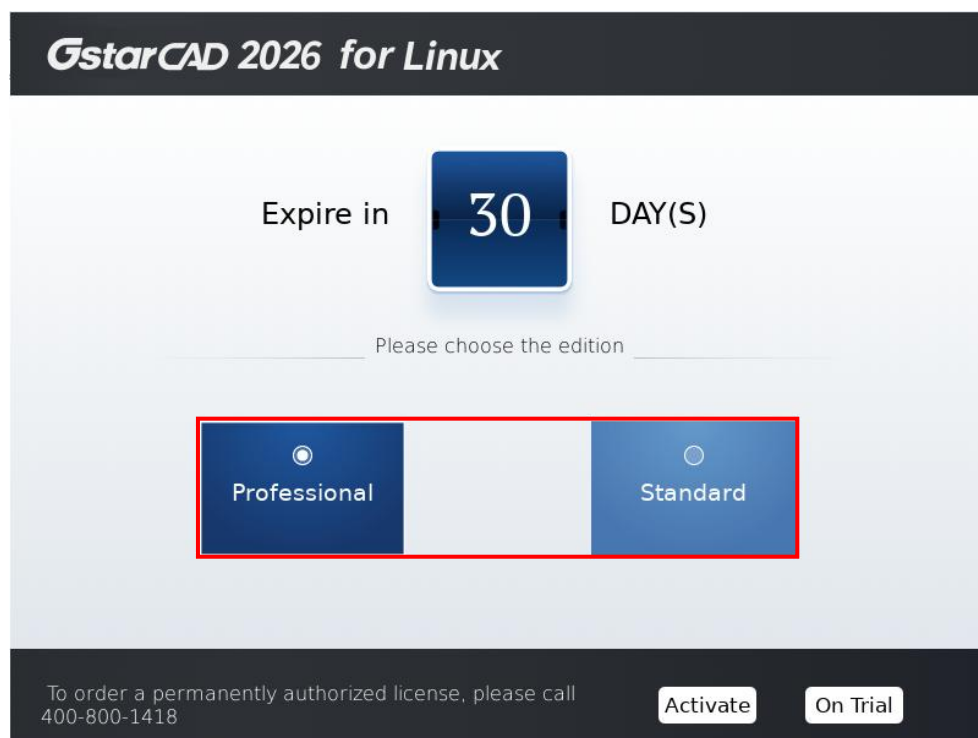 GstarCAD 2026 for Linux
Expire in 30 DAY(S)
Please choose the edition
Professional Standard
To order a permanently authorized license, please call
400-800-1418
Activate On Trial